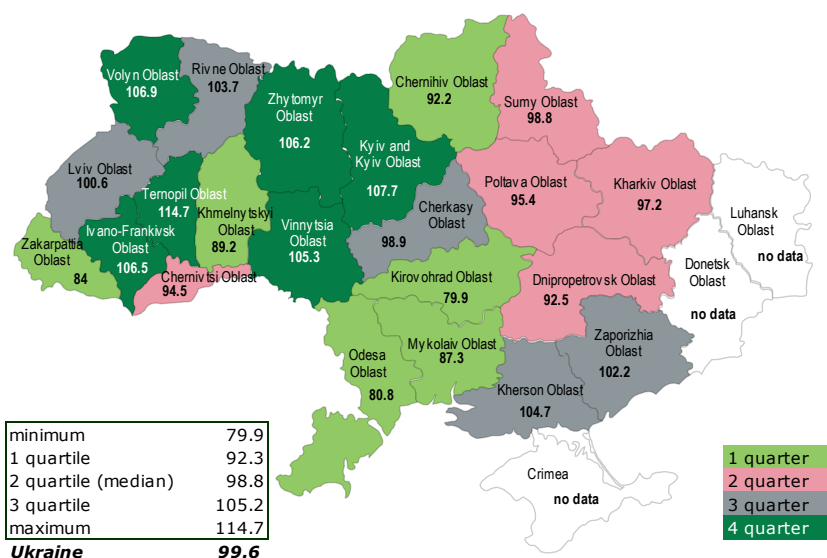 Volyn Oblast
106.9
Rivne Oblast
103.7
Zhytomyr
Oblast
106.2
Chernihiv Oblast
92.2
Sumy Oblast
98.8
Kyiv and
Kyiv Oblast
107.7
Lviv Oblast
100.6
Ternopil Oblast
114.7
Khmelnytskyi
Oblast
89.2
Vinnytsia
Oblast
105.3
Cherkasy
Oblast
98.9
Poltava Oblast
95.4
Kharkiv Oblast
97.2
Luhansk
Oblast
no data
Donetsk
Oblast
no data
Zakarpattia
Oblast
84
Ivano-Frankivsk
Oblast
106.5
Chernivtsi Oblast
94.5
Kirovohrad Oblast
79.9
Dnipropetrovsk Oblast
92.5
Zaporizhia
Oblast
102.2
Odesa
Oblast
80.8
Mykolaiv Oblast
87.3
Kherson Oblast
104.7
Crimea
no data
minimum 79.9
1 quartile 92.3
2 quartile (median) 98.8
3 quartile 105.2
maximum 114.7
Ukraine 99.6
1 quarter
2 quarter
3 quarter
4 quarter